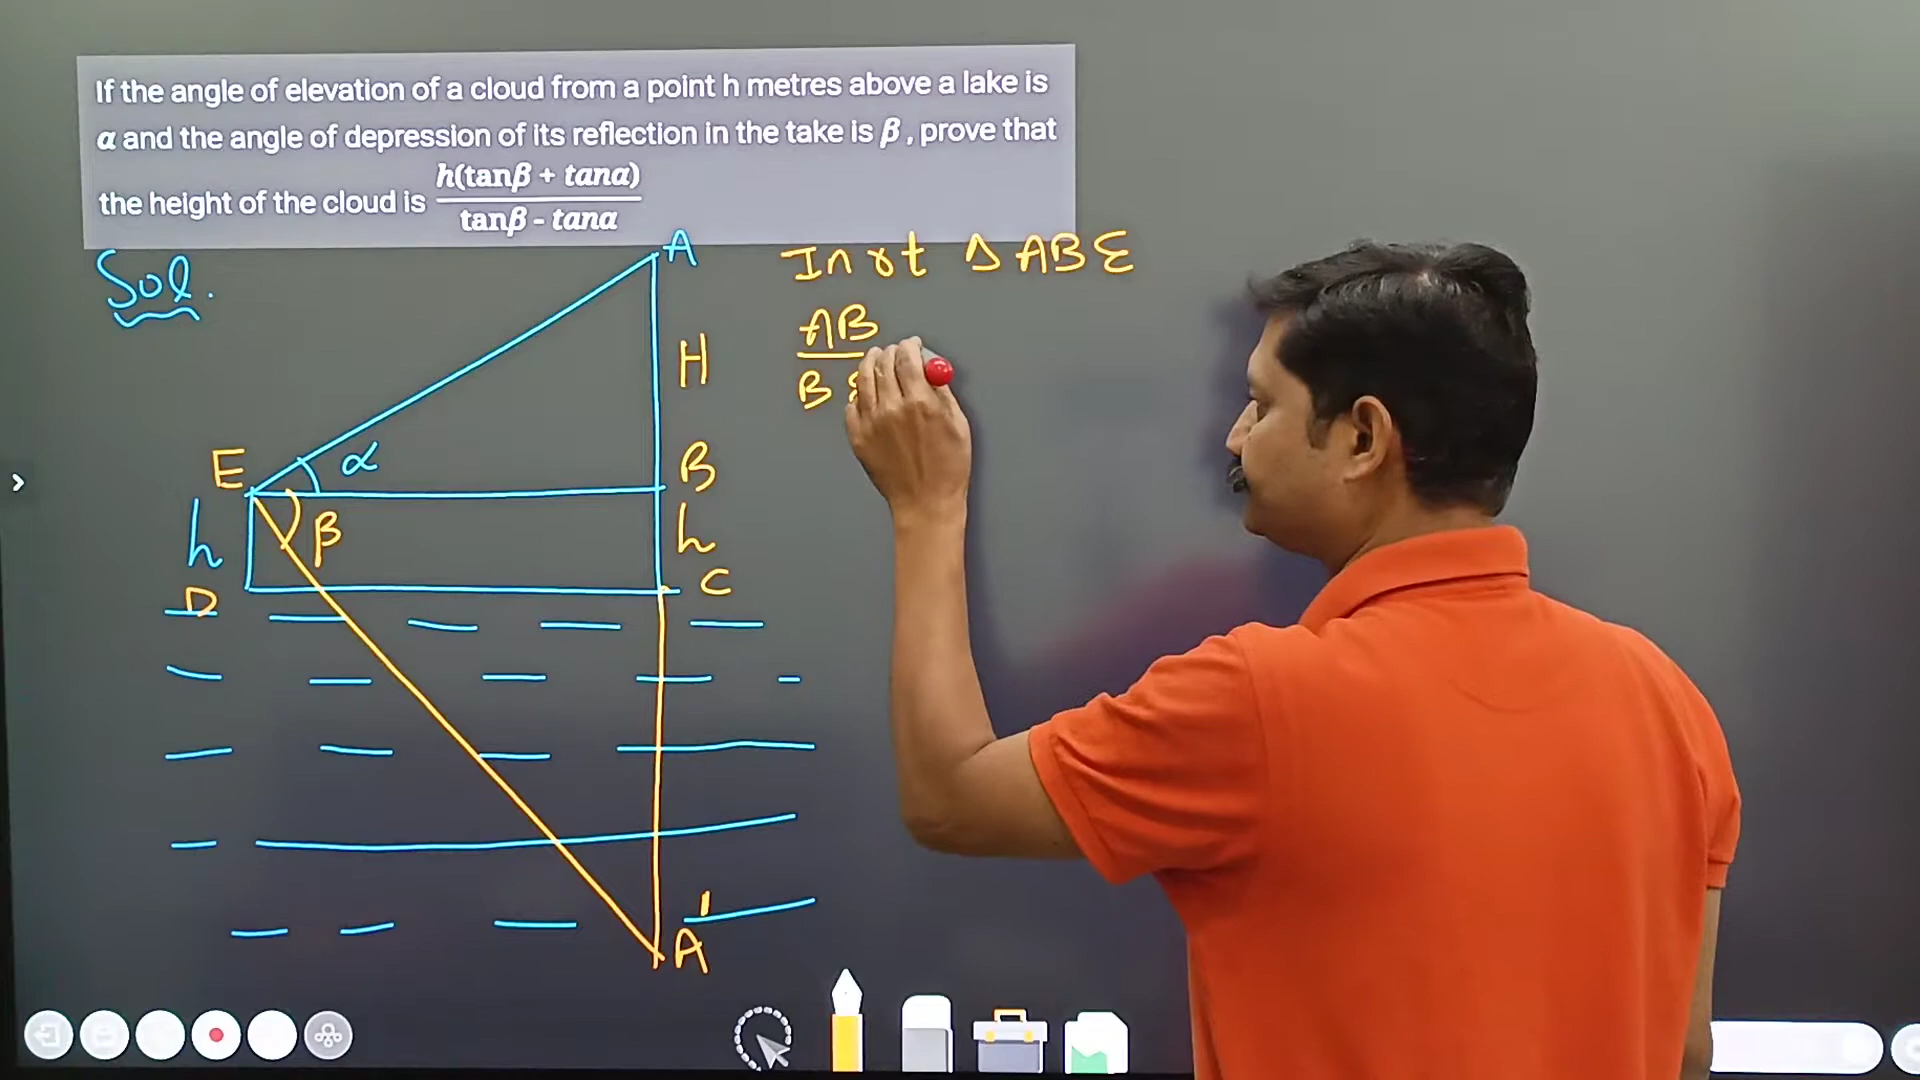 If the angle of elevation of a cloud from a point h metres above a lake is
α and the angle of depression of its reflection in the take is β , prove that
the height of the cloud is h(tanβ + tanα)
tanβ - tanα
Sol.
A
In rt Δ ABE
AB
B E
H
E
α
B
h
β
h
D
C
A'